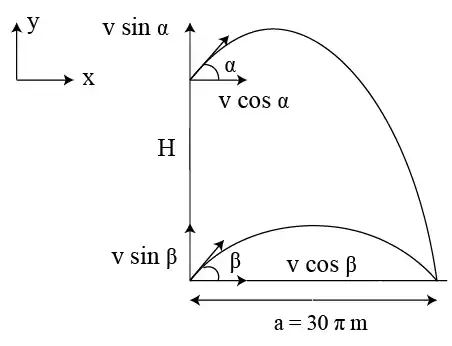 y
x
v sin α
α
v cos α
H
v sin β
β
v cos β
a = 30 π m